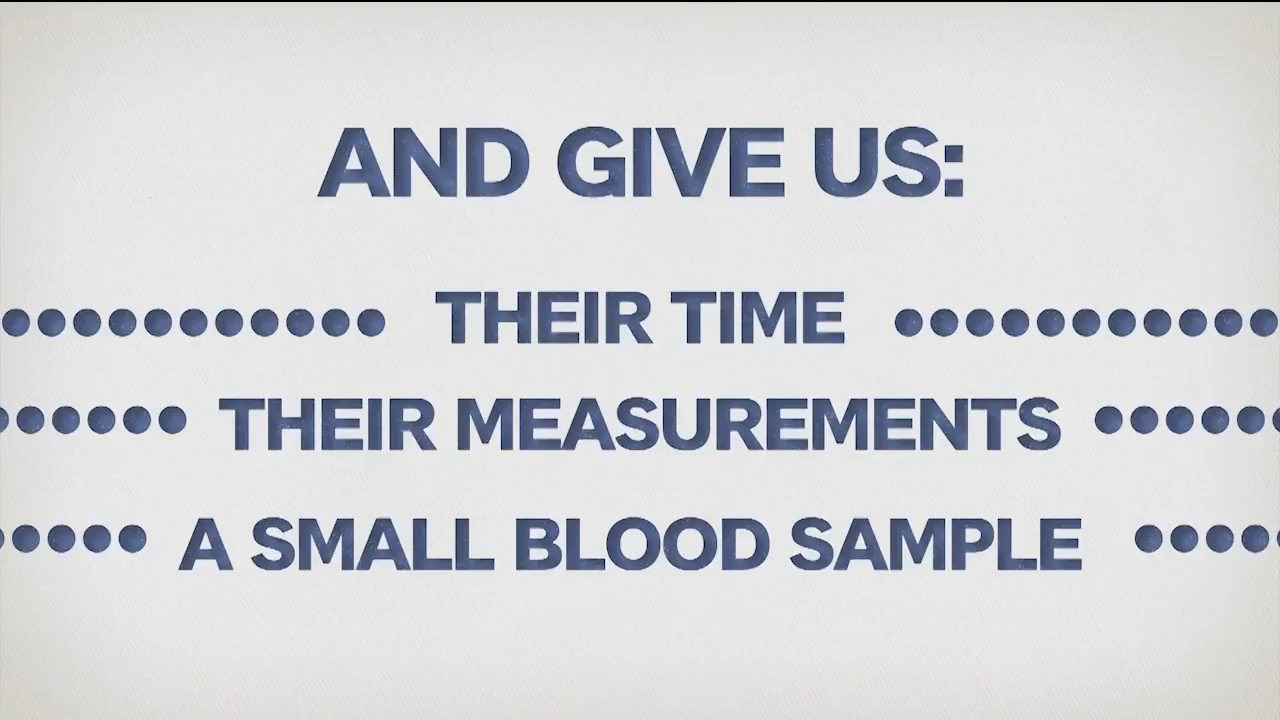 AND GIVE US:
THEIR TIME
THEIR MEASUREMENTS
A SMALL BLOOD SAMPLE